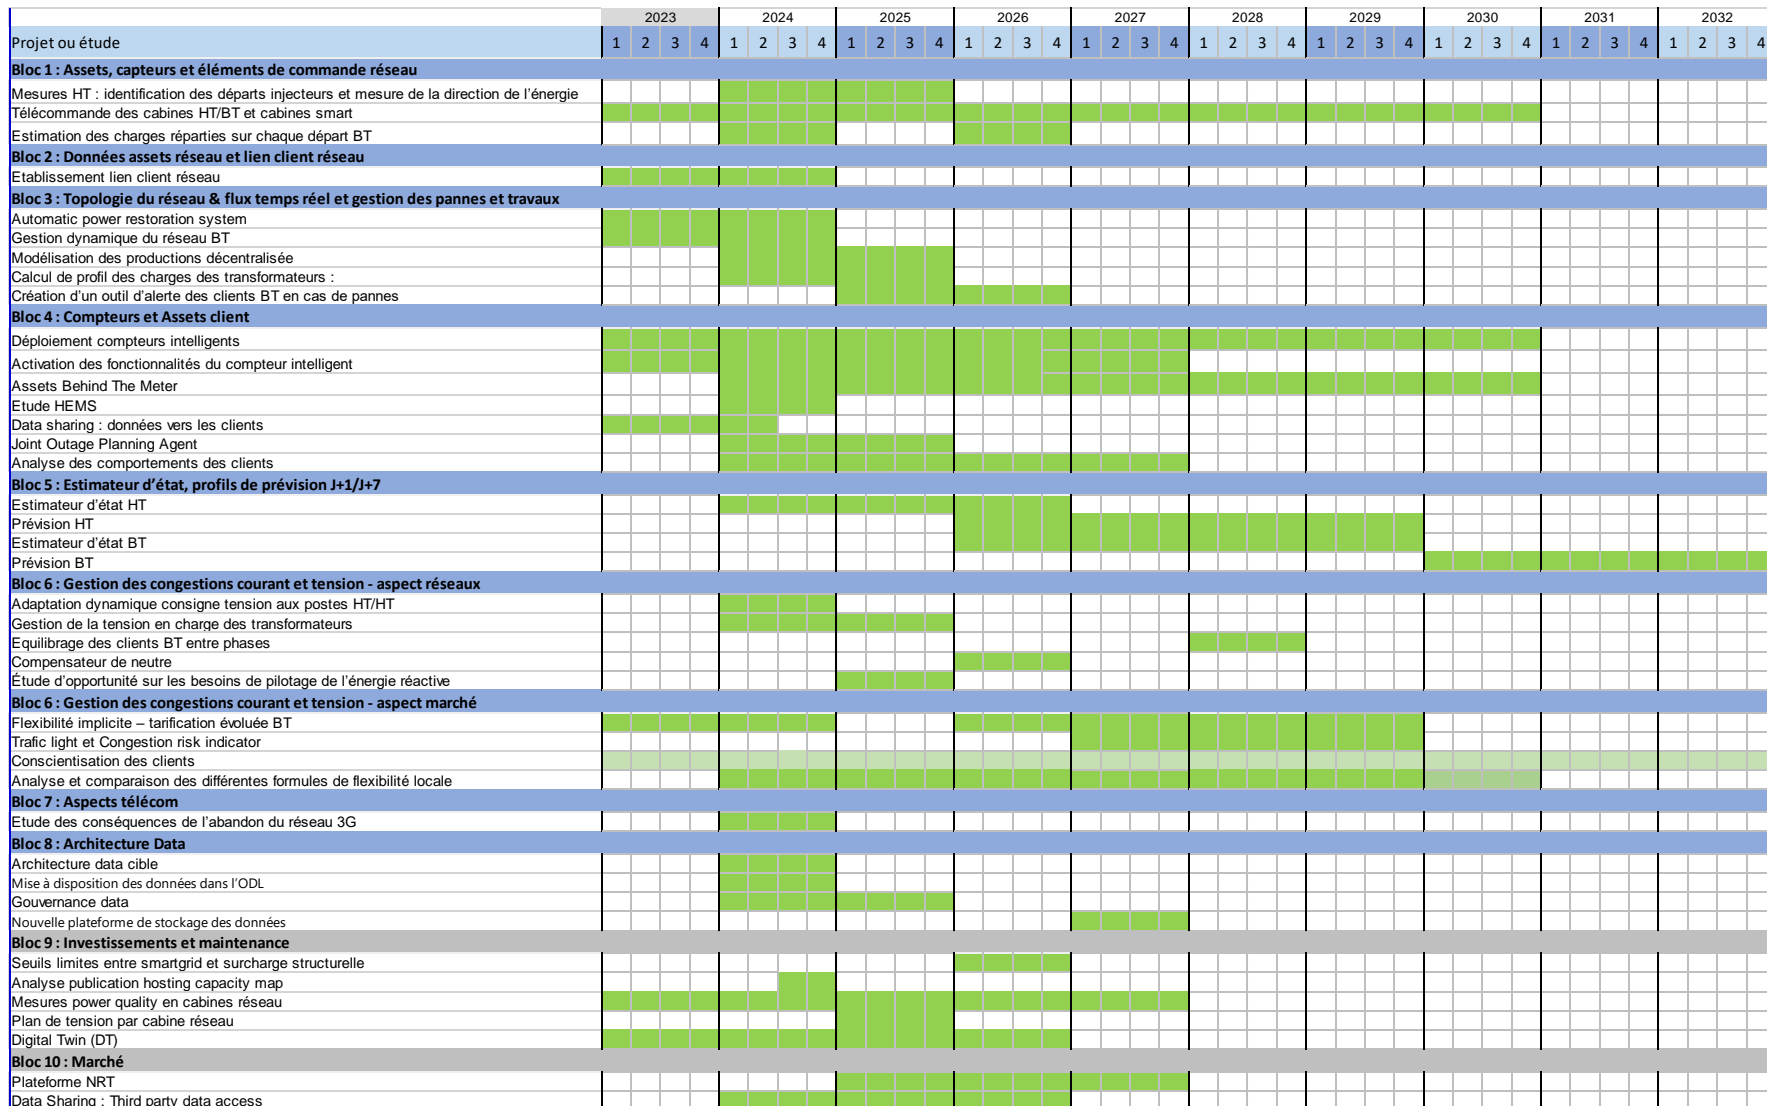 2023 2024 2025 2026 2027 2028 2029 2030 2031 2032
Projet ou étude 1 2 3 4 1 2 3 4 1 2 3 4 1 2 3 4 1 2 3 4 1 2 3 4 1 2 3 4 1 2 3 4 1 2 3 4 1 2 3 4
Bloc 1 : Assets, capteurs et éléments de commande réseau
Mesures HT : identification des départs injecteurs et mesure de la direction de l'énergie
Télécommande des cabines HT/BT et cabines smart
Estimation des charges réparties sur chaque départ BT
Bloc 2 : Données assets réseau et lien client réseau
Etablissement lien client réseau
Bloc 3 : Topologie du réseau & flux temps réel et gestion des pannes et travaux
Automatic power restoration system
Gestion dynamique du réseau BT
Modélisation des productions décentralisée
Calcul de profil des charges des transformateurs :
Création d'un outil d'alerte des clients BT en cas de pannes
Bloc 4 : Compteurs et Assets client
Déploiement compteurs intelligents
Activation des fonctionnalités du compteur intelligent
Assets Behind The Meter
Etude HEMS
Data sharing : données vers les clients
Joint Outage Planning Agent
Analyse des comportements des clients
Bloc 5 : Estimateur d'état, profils de prévision J+1/J+7
Estimateur d'état HT
Prévision HT
Estimateur d'état BT
Prévision BT
Bloc 6 : Gestion des congestions courant et tension - aspect réseaux
Adaptation dynamique consigne tension aux postes HT/HT
Gestion de la tension en charge des transformateurs
Equilibrage des clients BT entre phases
Compensateur de neutre
Étude d'opportunité sur les besoins de pilotage de l'énergie réactive
Bloc 6 : Gestion des congestions courant et tension - aspect marché
Flexibilité implicite – tarification évoluée BT
Trafic light et Congestion risk indicator
Conscientisation des clients
Analyse et comparaison des différentes formules de flexibilité locale
Bloc 7 : Aspects télécom
Etude des conséquences de l'abandon du réseau 3G
Bloc 8 : Architecture Data
Architecture data cible
Mise à disposition des données dans l'ODL
Gouvernance data
Nouvelle plateforme de stockage des données
Bloc 9 : Investissements et maintenance
Seuils limites entre smartgrid et surcharge structurelle
Analyse publication hosting capacity map
Mesures power quality en cabines réseau
Plan de tension par cabine réseau
Digital Twin (DT)
Bloc 10 : Marché
Plateforme NRT
Data Sharing : Third party data access